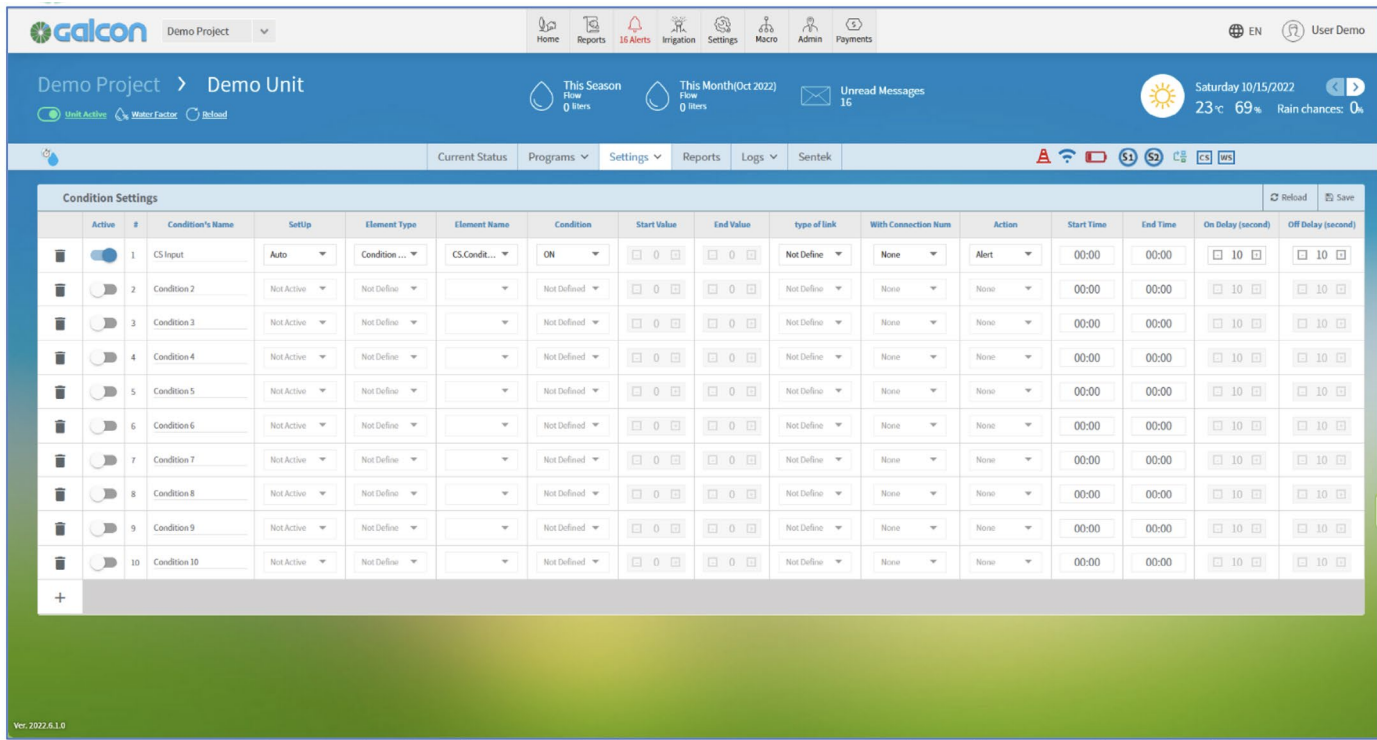 GALCON Demo Project
Home Reports 16 Alerts Irrigation Settings Macro Admin Payments
EN User Demo
Demo Project > Demo Unit
Unit Active Water Factor Reload
This Season
Flow
0 liters
This Month(Oct 2022)
Flow
0 liters
Unread Messages
16
Saturday 10/15/2022
23°c 69% Rain chances: 0%
Current Status Programs Settings Reports Logs Sentek
S1 S2 CS WS
Condition Settings Reload Save
Active # Condition's Name SetUp Element Type Element Name Condition Start Value End Value type of link With Connection Num Action Start Time End Time On Delay (second) Off Delay (second)
1 CS Input Auto Condition ... CS.Condit... ON 0 0 Not Define None Alert 00:00 00:00 10 10
2 Condition 2 Not Active Not Define Not Defined 0 0 Not Define None None 00:00 00:00 10 10
3 Condition 3 Not Active Not Define Not Defined 0 0 Not Define None None 00:00 00:00 10 10
4 Condition 4 Not Active Not Define Not Defined 0 0 Not Define None None 00:00 00:00 10 10
5 Condition 5 Not Active Not Define Not Defined 0 0 Not Define None None 00:00 00:00 10 10
6 Condition 6 Not Active Not Define Not Defined 0 0 Not Define None None 00:00 00:00 10 10
7 Condition 7 Not Active Not Define Not Defined 0 0 Not Define None None 00:00 00:00 10 10
8 Condition 8 Not Active Not Define Not Defined 0 0 Not Define None None 00:00 00:00 10 10
9 Condition 9 Not Active Not Define Not Defined 0 0 Not Define None None 00:00 00:00 10 10
10 Condition 10 Not Active Not Define Not Defined 0 0 Not Define None None 00:00 00:00 10 10
+
Ver. 2022.6.1.0